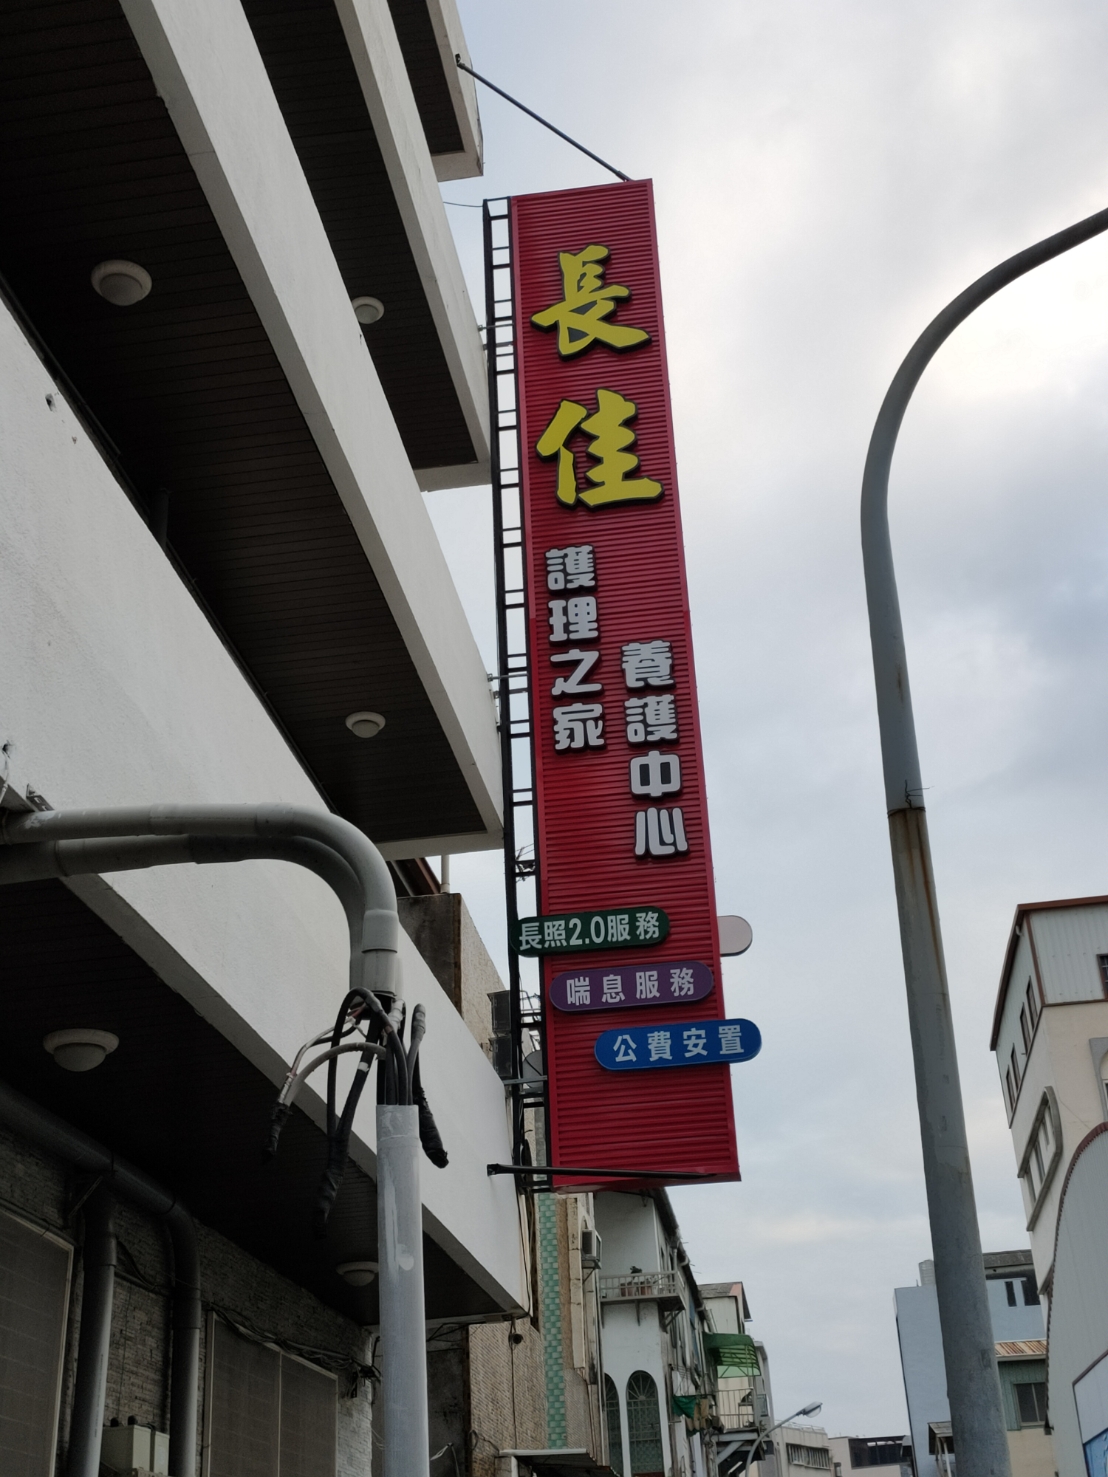 長佳
護理之家
養護中心
長照2.0服務
喘息服務
公費安置